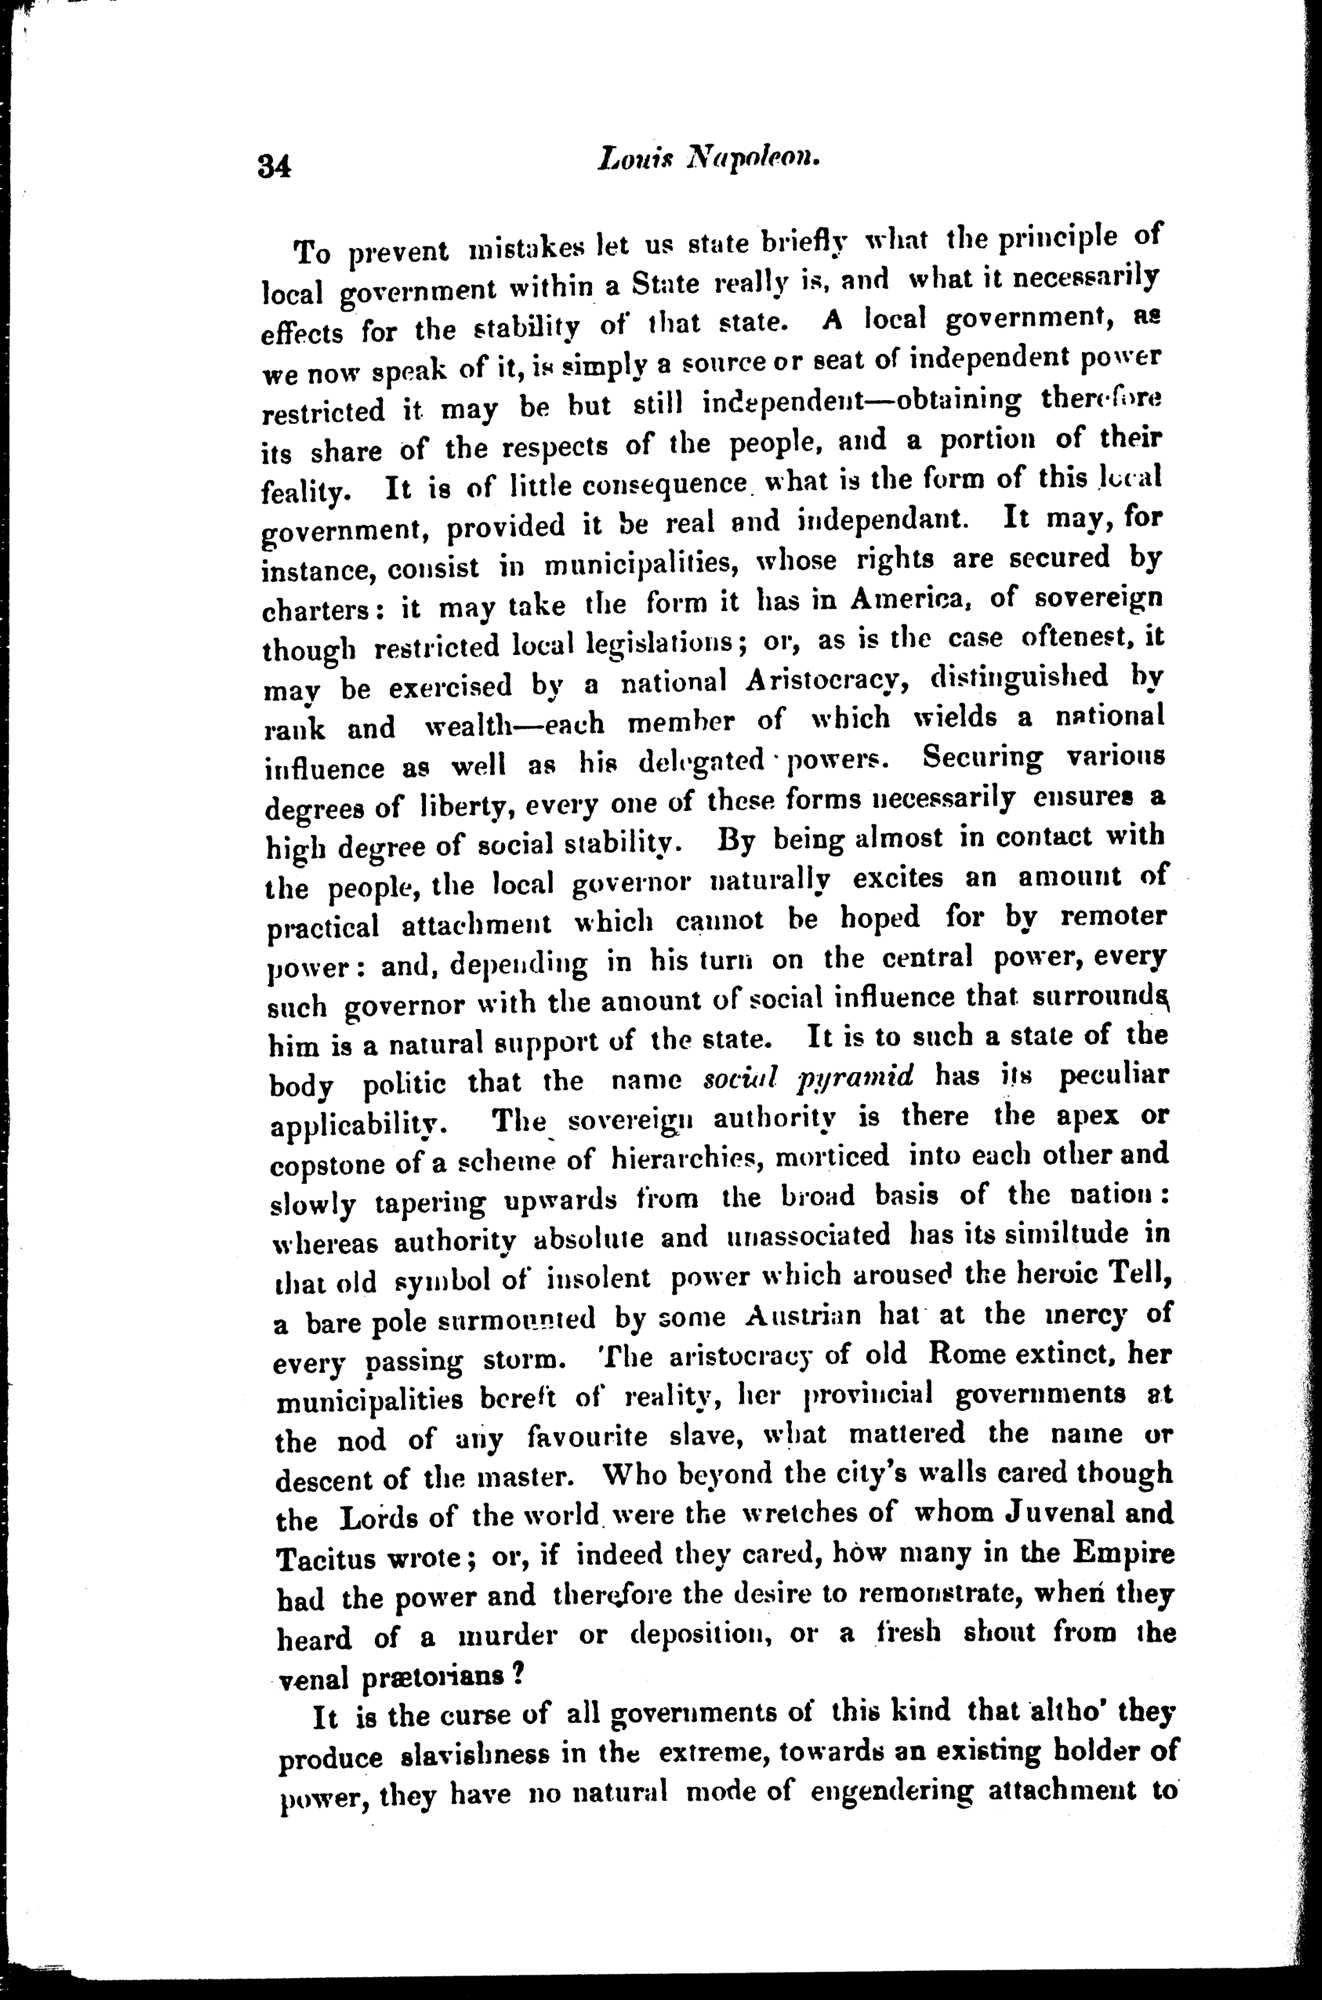 34
Louis Napoleon.
To prevent mistakes let us state briefly what the principle of
local government within a State really is, and what it necessarily
effects for the stability of that state. A local government, as
we now speak of it, is simply a source or seat of independent power
restricted it may be but still independent—obtaining therefore
its share of the respects of the people, and a portion of their
feality. It is of little consequence what is the form of this local
government, provided it be real and independant. It may, for
instance, consist in municipalities, whose rights are secured by
charters: it may take the form it has in America, of sovereign
though restricted local legislations; or, as is the case oftenest, it
may be exercised by a national Aristocracy, distinguished by
rank and wealth—each member of which wields a national
influence as well as his delegated powers. Securing various
degrees of liberty, every one of these forms necessarily ensures a
high degree of social stability. By being almost in contact with
the people, the local governor naturally excites an amount of
practical attachment which cannot be hoped for by remoter
power: and, depending in his turn on the central power, every
such governor with the amount of social influence that surrounds
him is a natural support of the state. It is to such a state of the
body politic that the name social pyramid has its peculiar
applicability. The sovereign authority is there the apex or
copstone of a scheme of hierarchies, morticed into each other and
slowly tapering upwards from the broad basis of the nation:
whereas authority absolute and unassociated has its similtude in
that old symbol of insolent power which aroused the heroic Tell,
a bare pole surmounted by some Austrian hat at the mercy of
every passing storm. The aristocracy of old Rome extinct, her
municipalities bereft of reality, her provincial governments at
the nod of any favourite slave, what mattered the name or
descent of the master. Who beyond the city's walls cared though
the Lords of the world were the wretches of whom Juvenal and
Tacitus wrote; or, if indeed they cared, how many in the Empire
had the power and therefore the desire to remonstrate, when they
heard of a murder or deposition, or a fresh shout from the
venal prætorians?
It is the curse of all governments of this kind that altho' they
produce slavishness in the extreme, towards an existing holder of
power, they have no natural mode of engendering attachment to